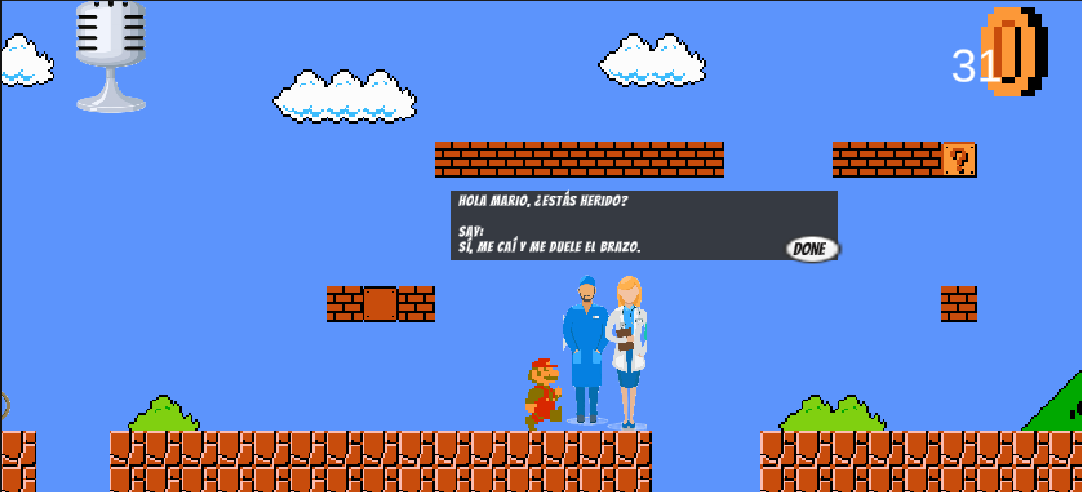 31
?
HOLA MARIO, ¿ESTÁS HERIDO?
SAY:
SÍ, ME CAÍ Y ME DUELE EL BRAZO.
DONE